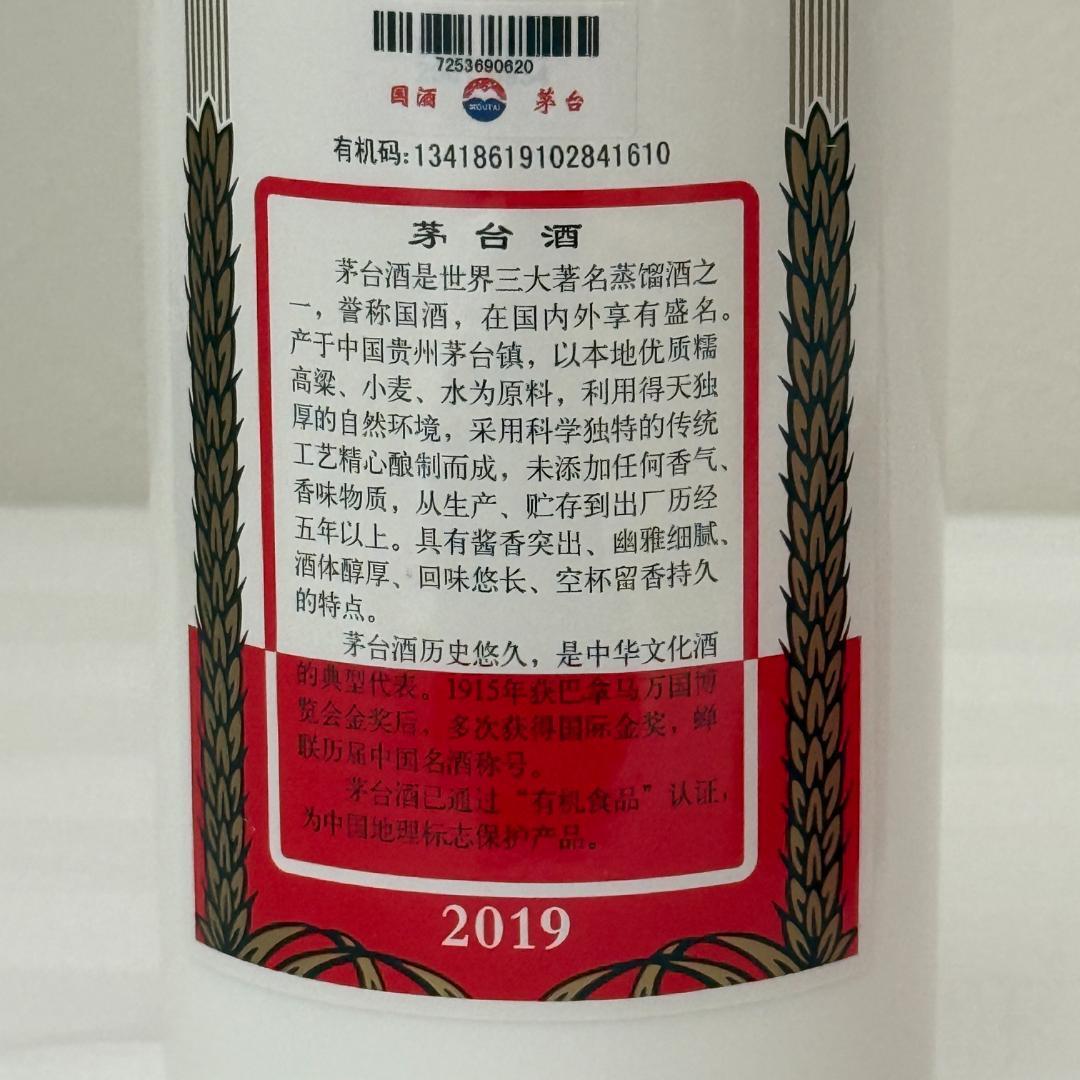 7253690620
国酒 MOUTAI 茅台
有机码:13418619102841610
茅台酒
茅台酒是世界三大著名蒸馏酒之
一，誉称国酒，在国内外享有盛名。
产于中国贵州茅台镇，以本地优质糯
高粱、小麦、水为原料，利用得天独
厚的自然环境，采用科学独特的传统
工艺精心酿制而成，未添加任何香气、
香味物质，从生产、贮存到出厂历经
五年以上。具有酱香突出、幽雅细腻、
酒体醇厚、回味悠长、空杯留香持久
的特点。
茅台酒历史悠久，是中华文化酒
的典型代表。1915年获巴拿马万国博
览会金奖后，多次获得国际金奖，蝉
联历届中国名酒称号。
茅台酒已通过“有机食品”认证，
为中国地理标志保护产品。
2019